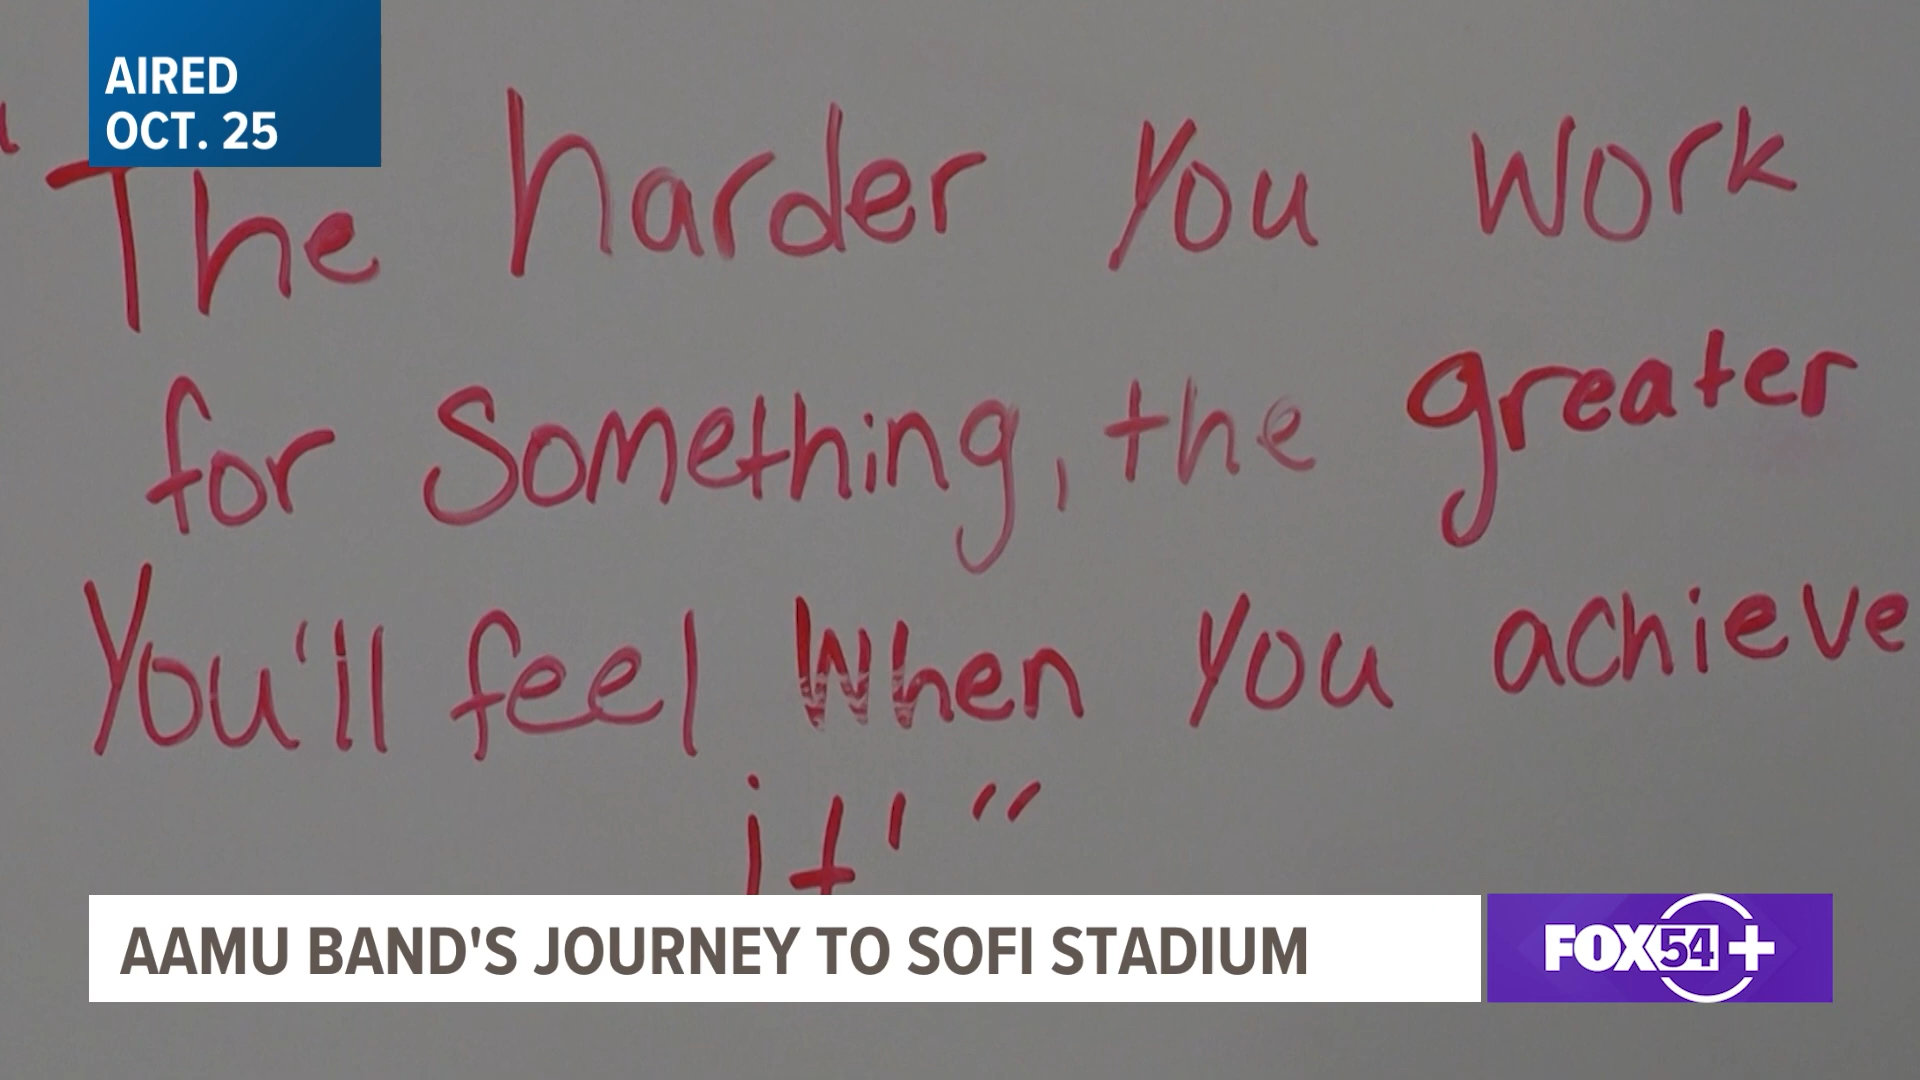 AIRED
OCT. 25
"The harder you work
for Something, the greater
You'll feel When you achieve
it'"
AAMU BAND'S JOURNEY TO SOFI STADIUM
FOX54+